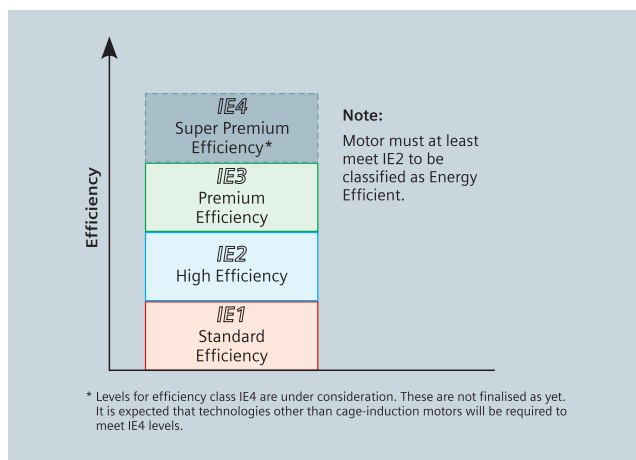 IE4
Super Premium
Efficiency*
IE3
Premium
Efficiency
IE2
High Efficiency
IE1
Standard
Efficiency
Efficiency
Note:
Motor must at least
meet IE2 to be
classified as Energy
Efficient.
* Levels for efficiency class IE4 are under consideration. These are not finalised as yet.
It is expected that technologies other than cage-induction motors will be required to
meet IE4 levels.